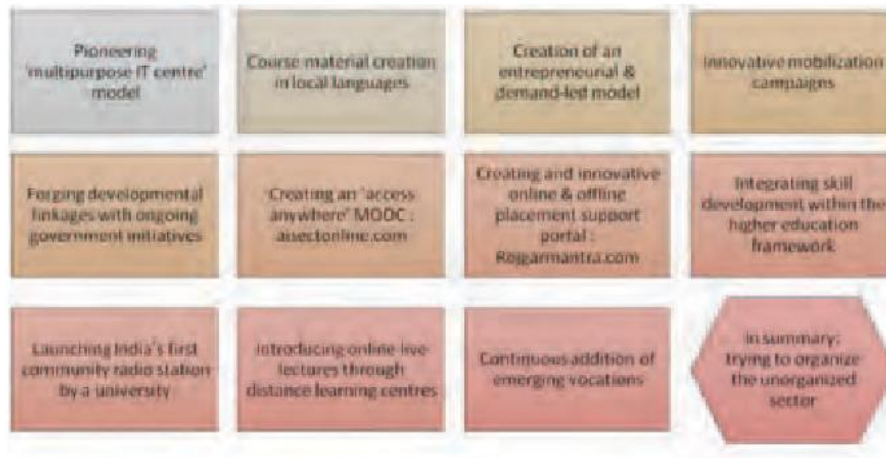 Pioneering
'multipurpose IT centre'
model
Course material creation
in local languages
Creation of an
entrepreneurial &
demand-led model
Innovative mobilization
campaigns
Forging developmental
linkages with ongoing
government initiatives
Creating an 'access
anywhere' MOOC :
aisectonline.com
Creating and innovative
online & offline
placement support
portal :
Rojgarmantra.com
Integrating skill
development within the
higher education
framework
Launching India's first
community radio station
by a university
Introducing online live
lectures through
distance learning centres
Continuous addition of
emerging vocations
In summary:
trying to organize
the unorganized
sector